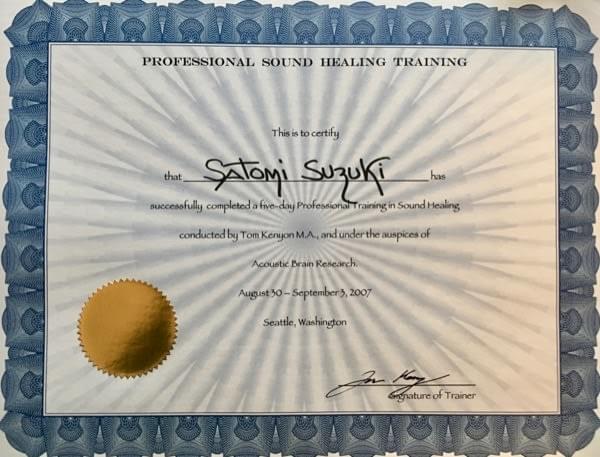 PROFESSIONAL SOUND HEALING TRAINING
This is to certify
that Satomi Suzuki has
successfully completed a five-day Professional Training in Sound Healing
conducted by Tom Kenyon M.A., and under the auspices of
Acoustic Brain Research.
August 30 – September 3, 2007
Seattle, Washington
Signature of Trainer